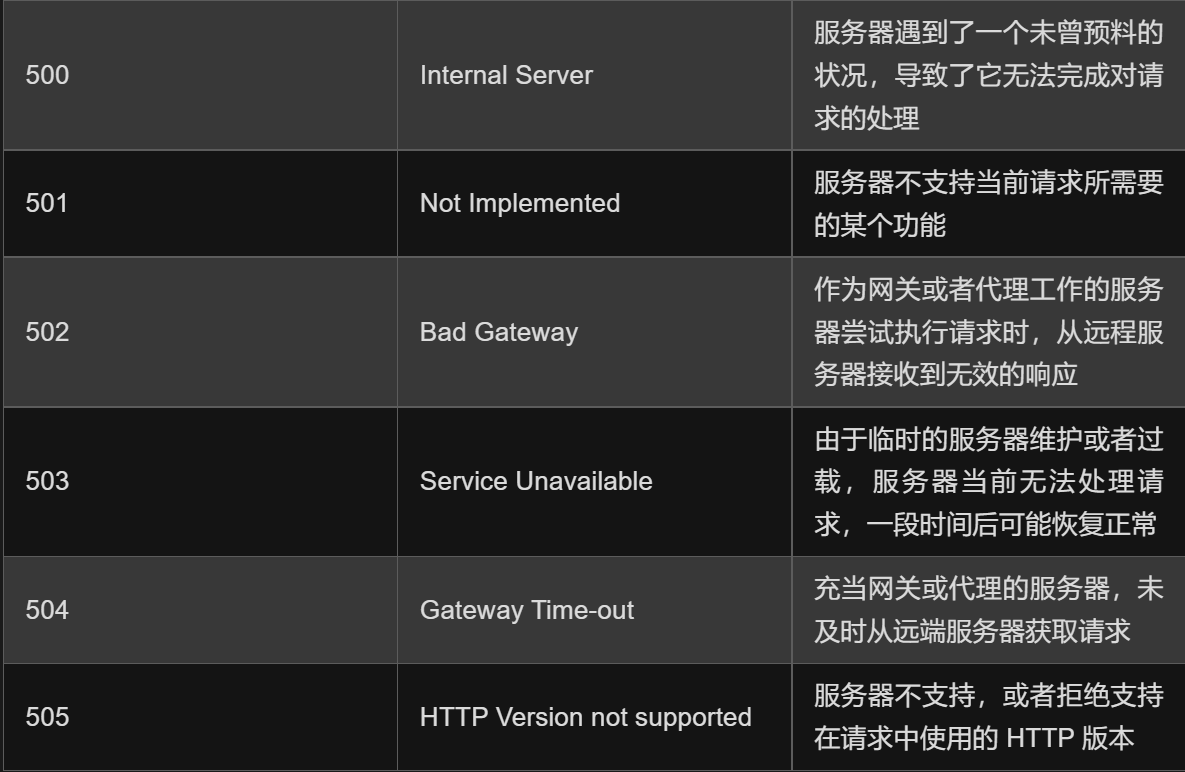 500
Internal Server
服务器遇到了一个未曾预料的
状况，导致了它无法完成对请
求的处理
501
Not Implemented
服务器不支持当前请求所需要
的某个功能
502
Bad Gateway
作为网关或者代理工作的服务
器尝试执行请求时，从远程服
务器接收到无效的响应
503
Service Unavailable
由于临时的服务器维护或者过
载，服务器当前无法处理请
求，一段时间后可能恢复正常
504
Gateway Time-out
充当网关或代理的服务器，未
及时从远端服务器获取请求
505
HTTP Version not supported
服务器不支持，或者拒绝支持
在请求中使用的 HTTP 版本